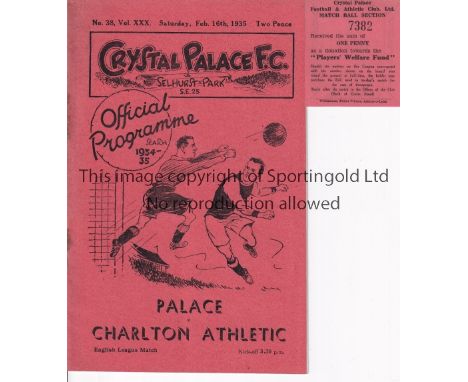 No. 38, Vol. XXX. Saturday, Feb. 16th, 1935 Two Pence
CRYSTAL PALACE F.C.
SELHURST PARK
S.E.25
Official
Programme
SEASON
1934-
35
This image copyright of Sportingold Ltd)
No reproduction allowed
PALACE
v
CHARLTON ATHLETIC
English League Match Kick-off 3.30 p.m.
Crystal Palace
Football & Athletic Club, Ltd.
MATCH BALL SECTION
7382
Received the sum of
ONE PENNY
as a donation towards the
"Players' Welfare Fund"